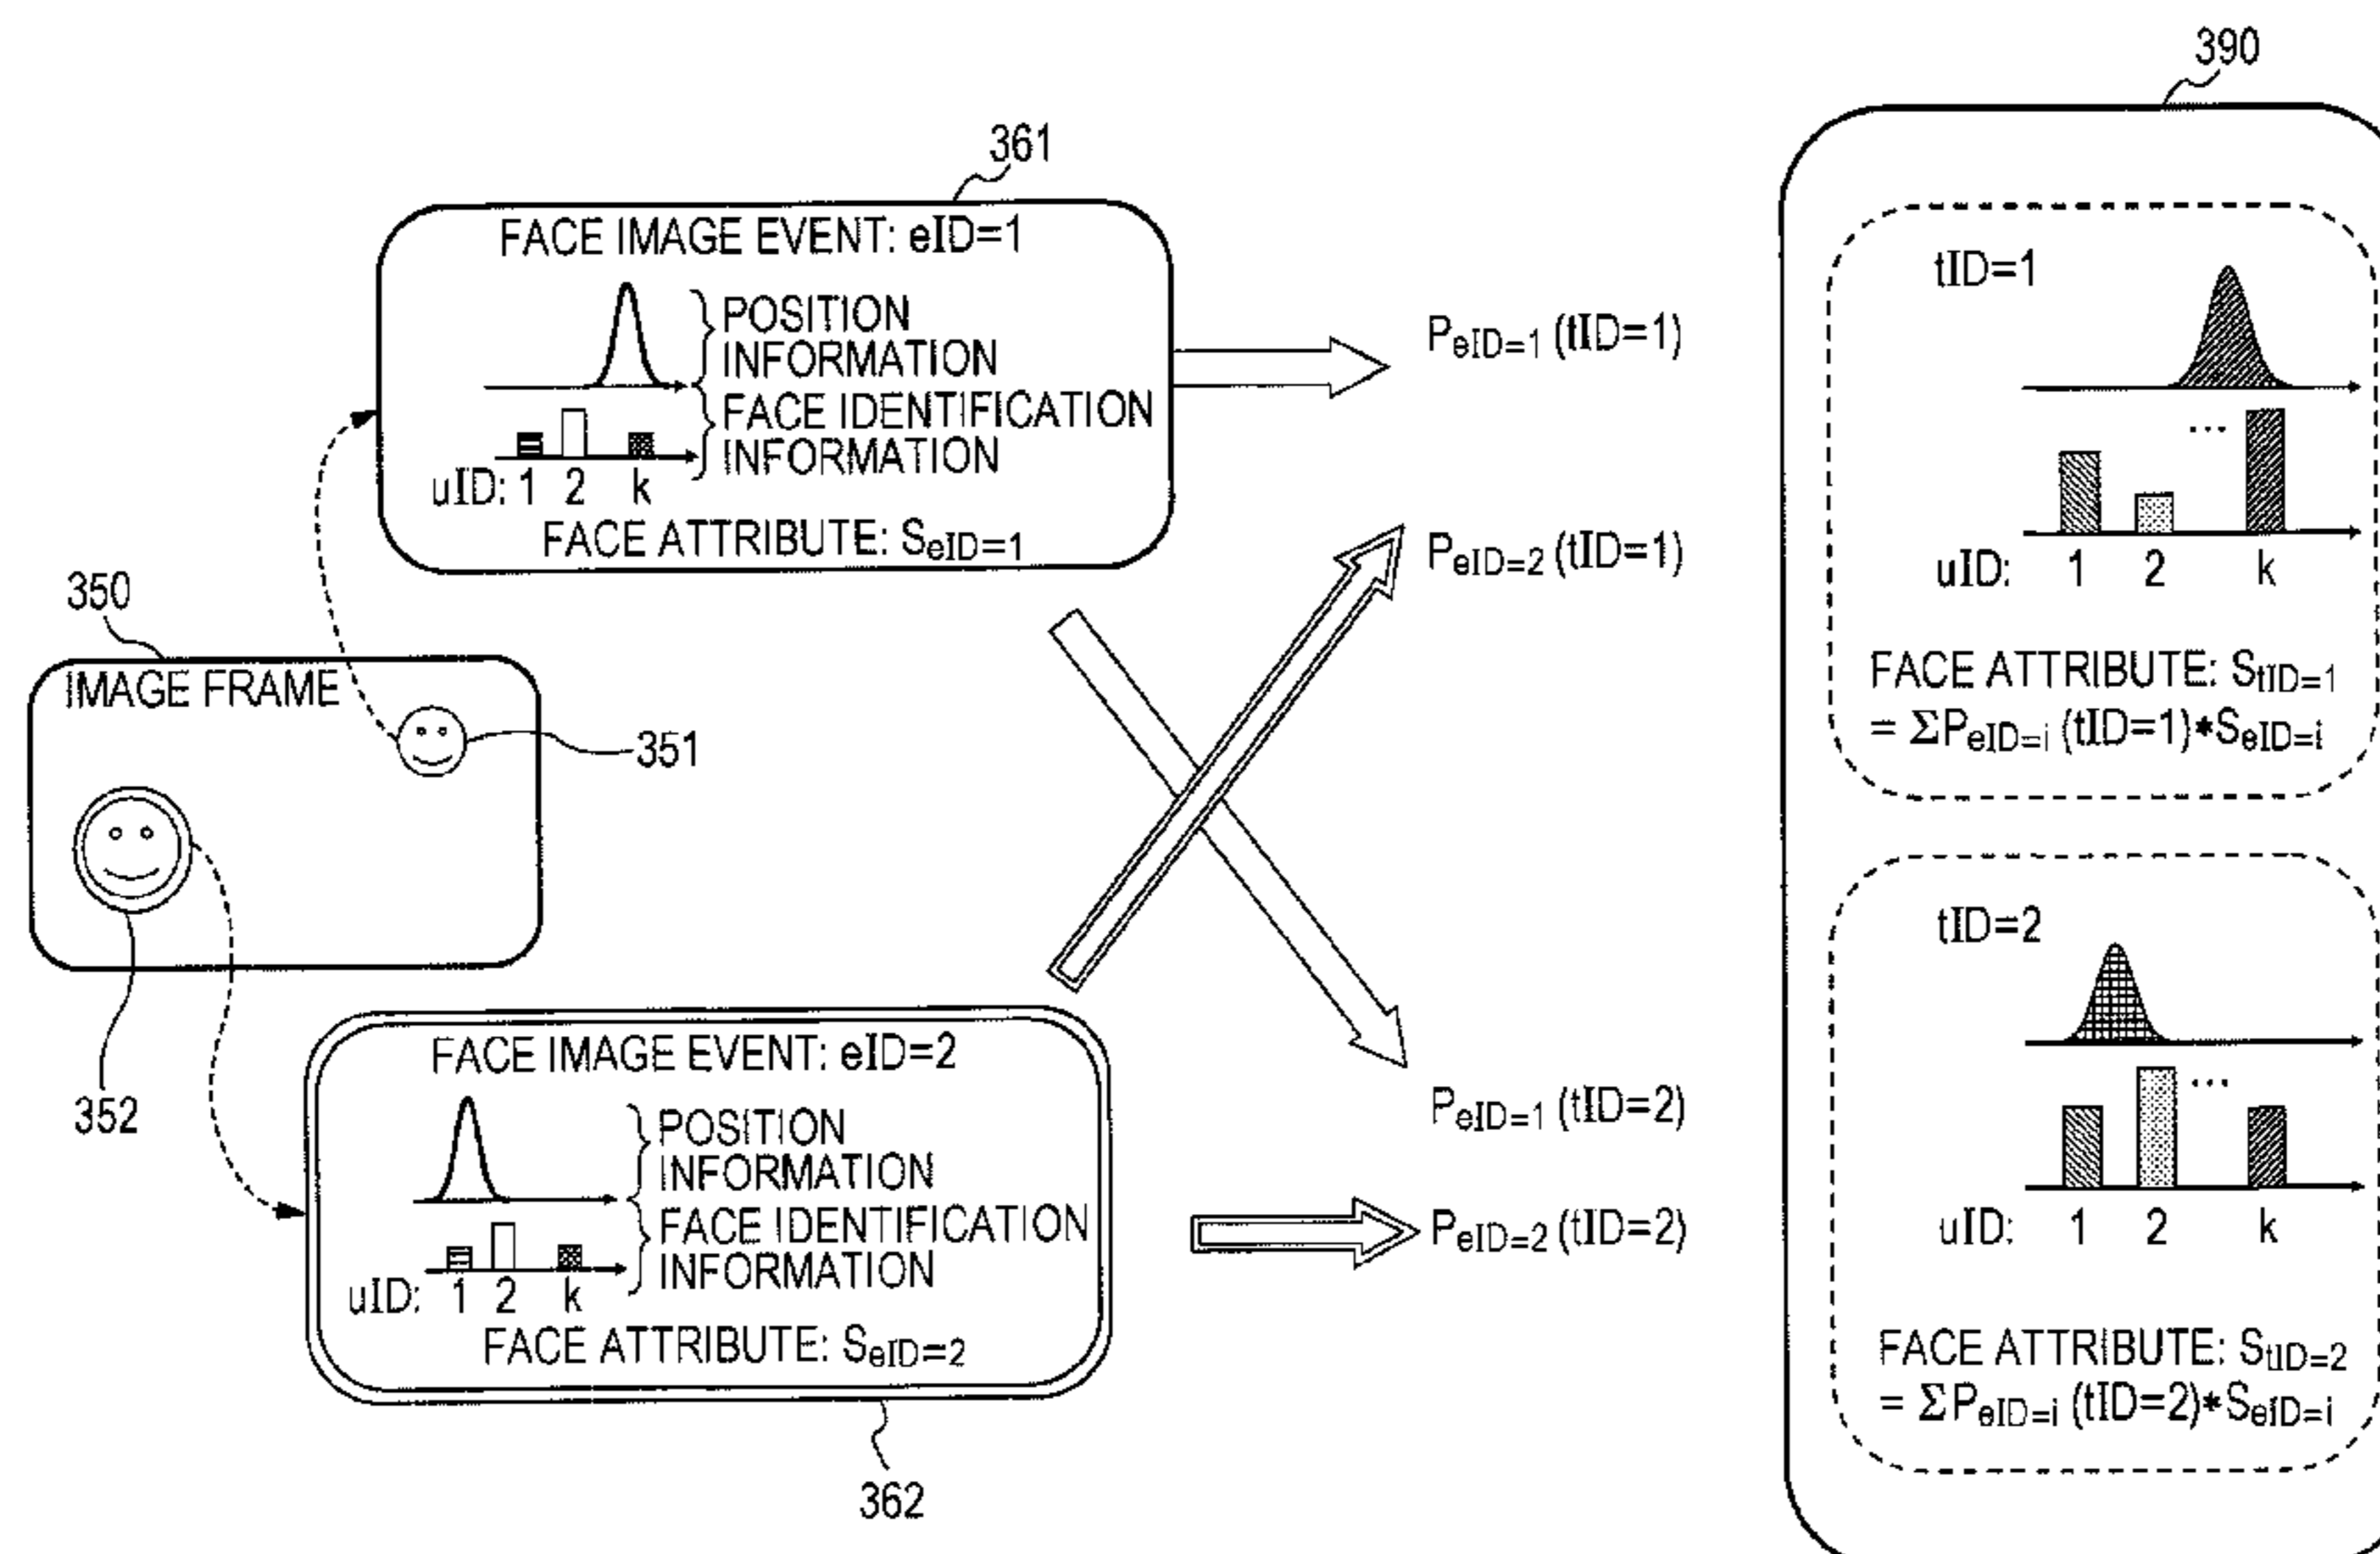 390
361
FACE IMAGE EVENT: eID=1
POSITION
INFORMATION
FACE IDENTIFICATION
INFORMATION
uID: 1 2 k
FACE ATTRIBUTE: SeID=1
350
IMAGE FRAME
351
352
FACE IMAGE EVENT: eID=2
POSITION
INFORMATION
FACE IDENTIFICATION
INFORMATION
uID: 1 2 k
FACE ATTRIBUTE: SeID=2
362
PeID=1 (tID=1)
PeID=2 (tID=1)
PeID=1 (tID=2)
PeID=2 (tID=2)
tID=1
...
uID: 1 2 k
FACE ATTRIBUTE: StID=1
= ΣPeID=i (tID=1)*SeID=i
tID=2
...
uID: 1 2 k
FACE ATTRIBUTE: StID=2
= ΣPeID=i (tID=2)*SeID=i